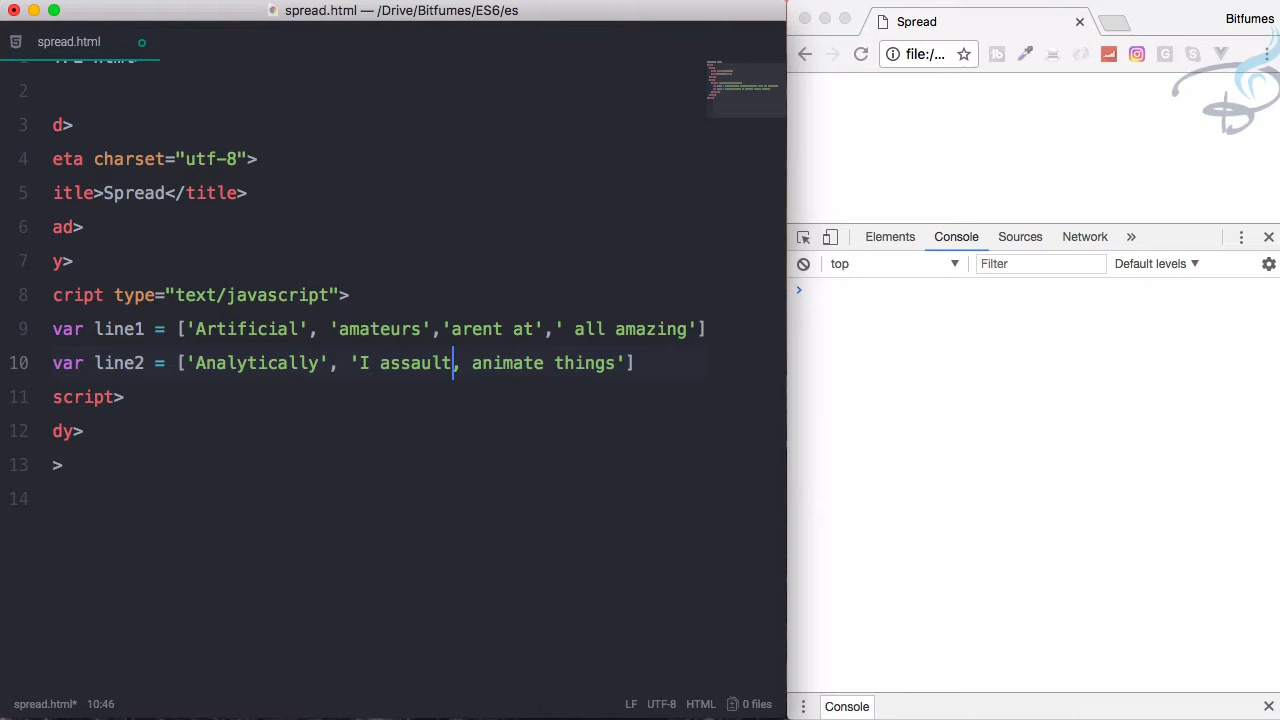 spread.html — /Drive/Bitfumes/ES6/es
Spread
Bitfumes
spread.html
file:/...
2
3 d>
4 eta charset="utf-8">
5 itle>Spread</title>
6 ad>
7 y>
8 cript type="text/javascript">
9 var line1 = ['Artificial', 'amateurs','arent at',' all amazing']
10 var line2 = ['Analytically', 'I assault, animate things']
11 script>
12 dy>
13 >
14
Elements Console Sources Network »
top Filter Default levels
>
spread.html* 10:46 LF UTF-8 HTML 0 files
Console